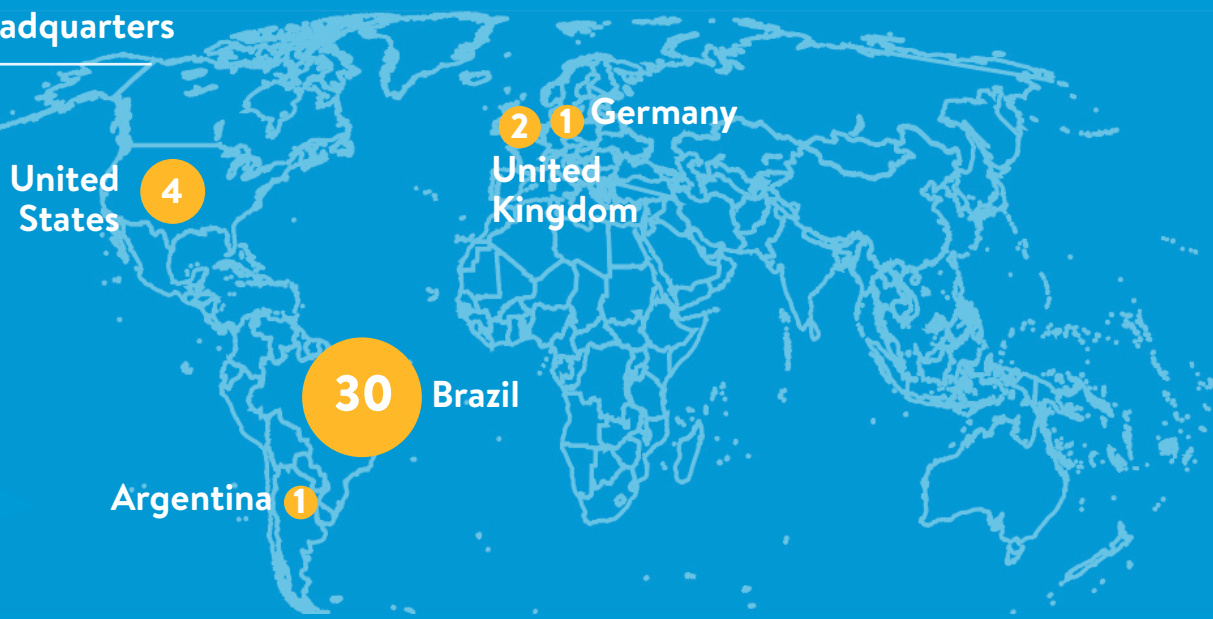 adquarters
Germany
2
1
United
Kingdom
United
States
4
30
Brazil
Argentina
1